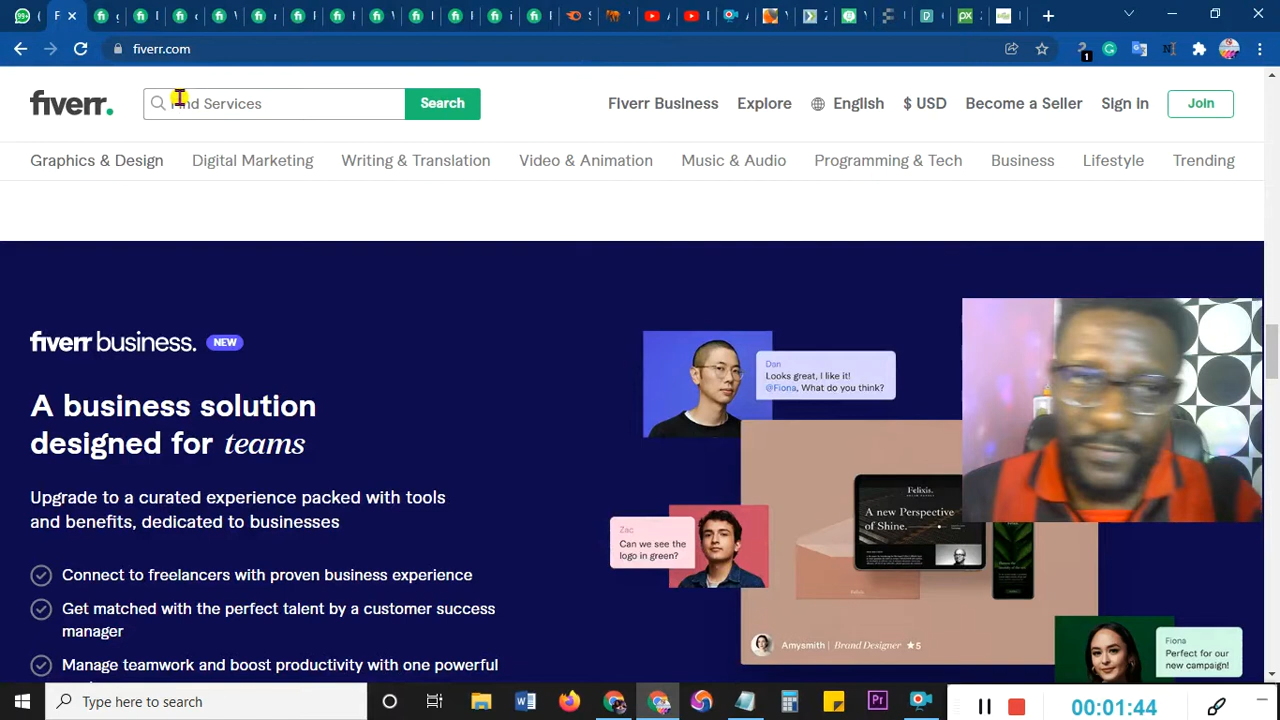 99+
F
fiverr.com
1
fiverr.
Find Services
Search
Fiverr Business
Explore
English
$ USD
Become a Seller
Sign In
Join
Graphics & Design
Digital Marketing
Writing & Translation
Video & Animation
Music & Audio
Programming & Tech
Business
Lifestyle
Trending
fiverr business. NEW
A business solution
designed for teams
Upgrade to a curated experience packed with tools
and benefits, dedicated to businesses
Connect to freelancers with proven business experience
Get matched with the perfect talent by a customer success
manager
Manage teamwork and boost productivity with one powerful
Dan
Looks great, I like it!
@Fiona, What do you think?
Zac
Can we see the
logo in green?
Felixis.
A new Perspective
of Shine.
Amyamith | Brand Designer ★5
Fiona
Perfect for our
new campaign!
Type here to search
00:01:44